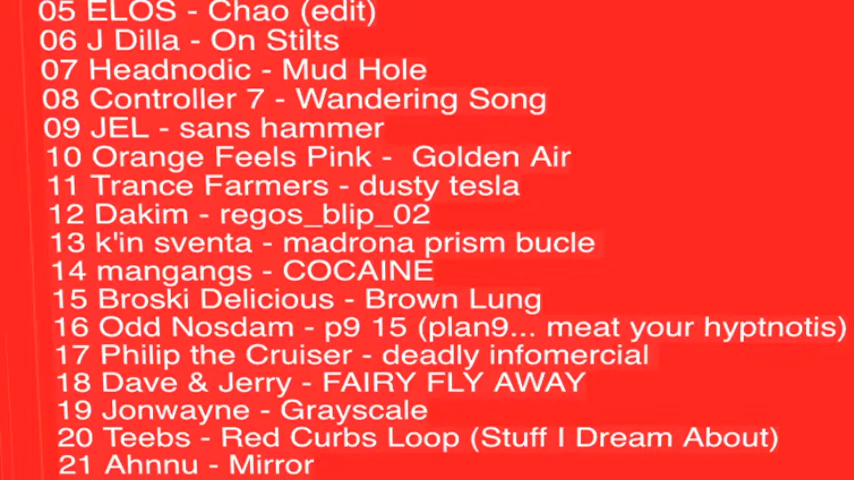 05 ELOS - Chao (edit)
06 J Dilla - On Stilts
07 Headnodic - Mud Hole
08 Controller 7 - Wandering Song
09 JEL - sans hammer
10 Orange Feels Pink -  Golden Air
11 Trance Farmers - dusty tesla
12 Dakim - regos_blip_02
13 k'in sventa - madrona prism bucle
14 mangangs - COCAINE
15 Broski Delicious - Brown Lung
16 Odd Nosdam - p9 15 (plan9... meat your hyptnotis)
17 Philip the Cruiser - deadly infomercial
18 Dave & Jerry - FAIRY FLY AWAY
19 Jonwayne - Grayscale
20 Teebs - Red Curbs Loop (Stuff I Dream About)
21 Ahnnu - Mirror